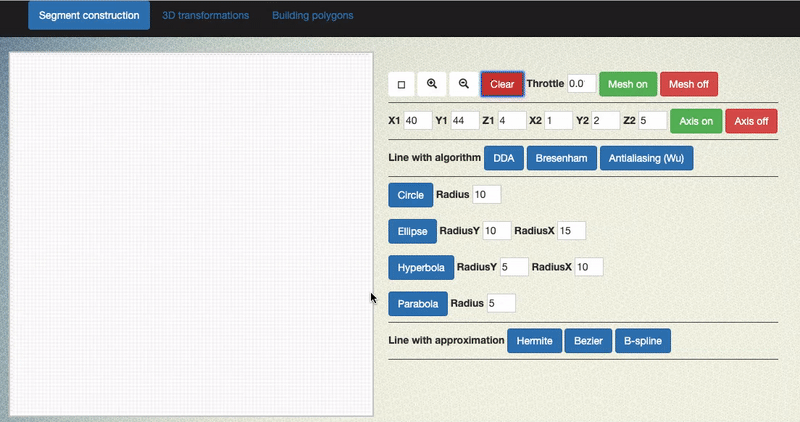 Segment construction 3D transformations Building polygons
Clear Throttle 0.0 Mesh on Mesh off
X1 40 Y1 44 Z1 4 X2 1 Y2 2 Z2 5 Axis on Axis off
Line with algorithm DDA Bresenham Antialiasing (Wu)
Circle Radius 10
Ellipse RadiusY 10 RadiusX 15
Hyperbola RadiusY 5 RadiusX 10
Parabola Radius 5
Line with approximation Hermite Bezier B-spline